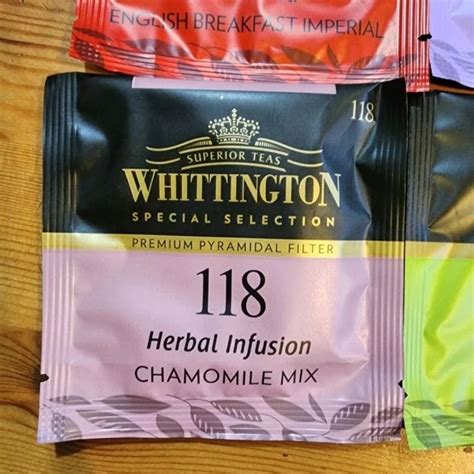 ENGLISH BREAKFAST IMPERIAL
118
SUPERIOR TEAS
WHITTINGTON
SPECIAL SELECTION
PREMIUM PYRAMIDAL FILTER
118
Herbal Infusion
CHAMOMILE MIX